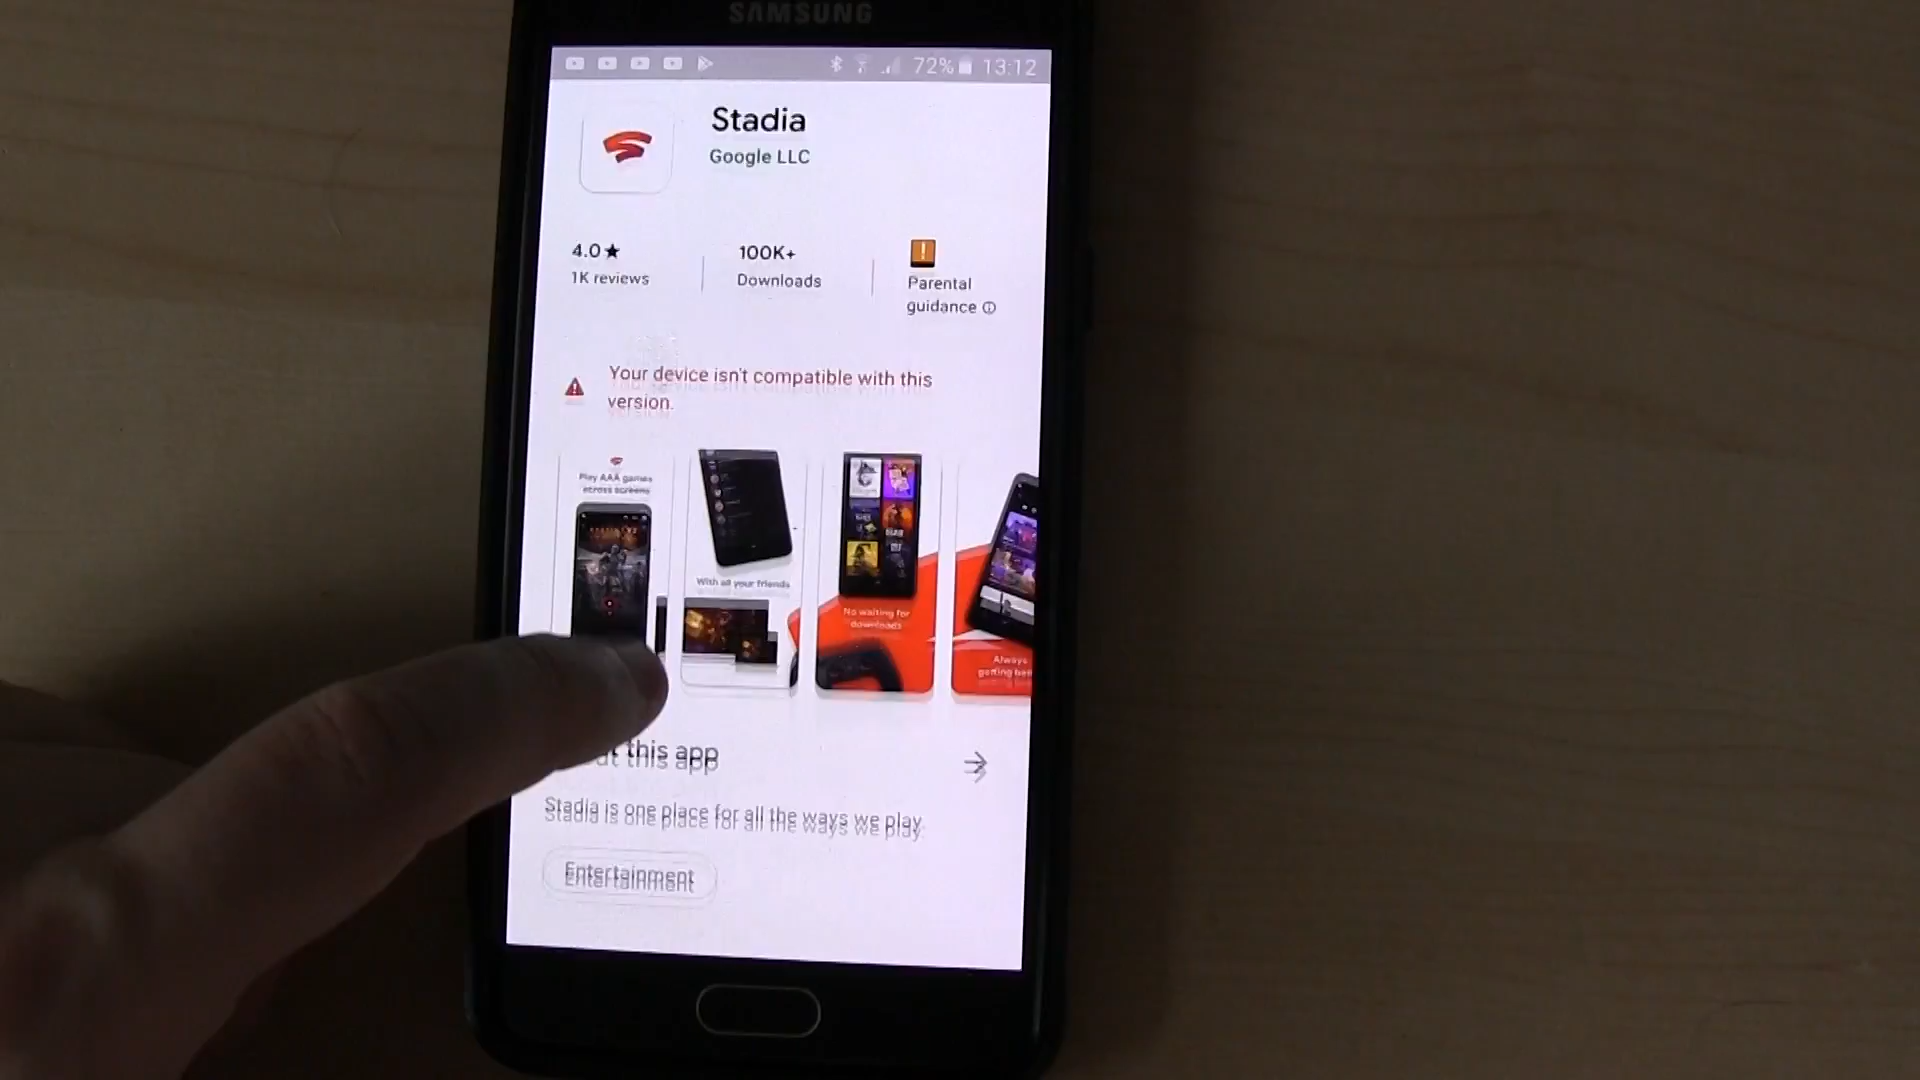 SAMSUNG
72% 13:12
Stadia
Google LLC
4.0★
1K reviews
100K+
Downloads
Parental
guidance
Your device isn't compatible with this
version.
Play AAA games
across screens
With all your friends
No waiting for
downloads
Always
getting
this app
Stadia is one place for all the ways we play
Entertainment